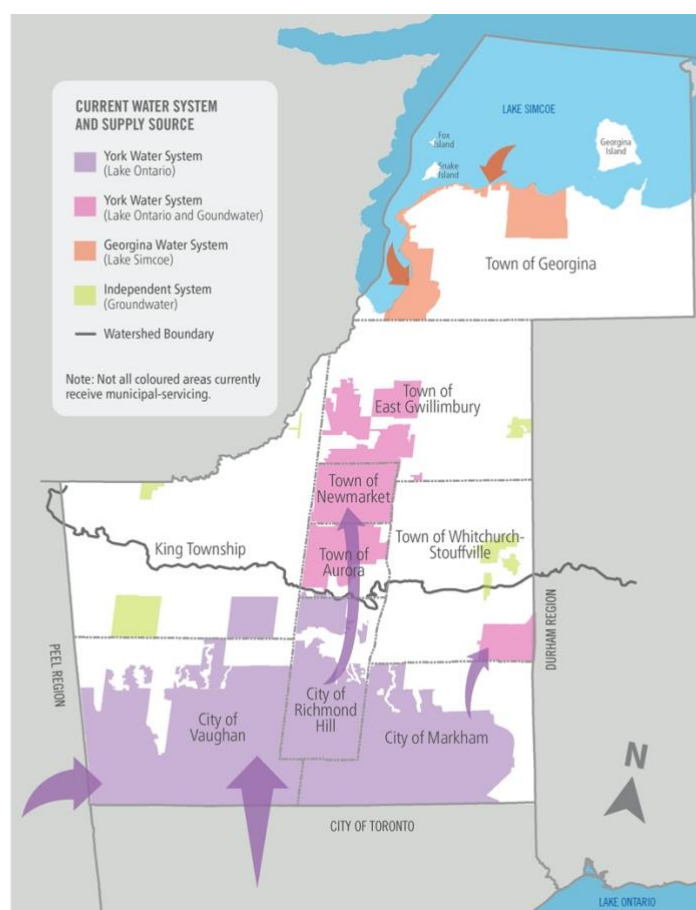 CURRENT WATER SYSTEM
AND SUPPLY SOURCE
York Water System
(Lake Ontario)
York Water System
(Lake Ontario and Goundwater)
Georgina Water System
(Lake Simcoe)
Independent System
(Groundwater)
Watershed Boundary
Note: Not all coloured areas currently
receive municipal-servicing.
LAKE SIMCOE
Fox
Island
Snake
Island
Georgina
Island
Town of Georgina
Town of
East Gwillimbury
Town of
Newmarket
King Township
Town of
Aurora
Town of Whitchurch-
Stouffville
PEEL REGION
DURHAM REGION
City of
Vaughan
City of
Richmond
Hill
City of Markham
CITY OF TORONTO
N
LAKE ONTARIO